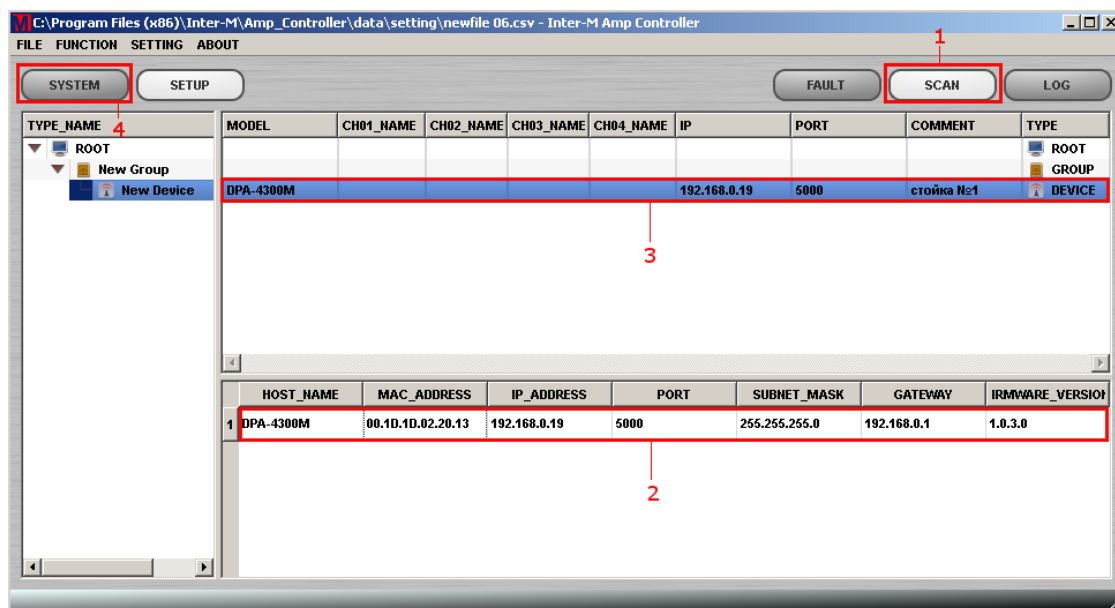 C:\Program Files (x86)\Inter-M\Amp_Controller\data\setting\newfile 06.csv - Inter-M Amp Controller
FILE FUNCTION SETTING ABOUT
1
SYSTEM SETUP FAULT SCAN LOG
4
TYPE_NAME MODEL CH01_NAME CH02_NAME CH03_NAME CH04_NAME IP PORT COMMENT TYPE
ROOT ROOT
New Group GROUP
New Device DPA-4300M 192.168.0.19 5000 стойка №1 DEVICE
3
HOST_NAME MAC_ADDRESS IP_ADDRESS PORT SUBNET_MASK GATEWAY IRMWARE_VERSION
1 DPA-4300M 00.1D.1D.02.20.13 192.168.0.19 5000 255.255.255.0 192.168.0.1 1.0.3.0
2